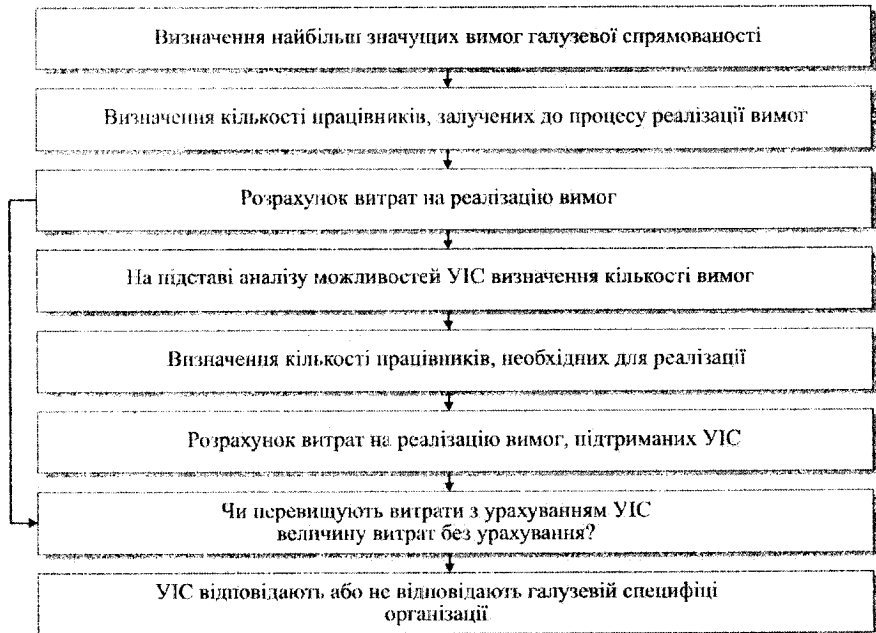 Визначення найбільш значущих вимог галузевої спрямованості
Визначення кількості працівників, залучених до процесу реалізації вимог
Розрахунок витрат на реалізацію вимог
На підставі аналізу можливостей УІС визначення кількості вимог
Визначення кількості працівників, необхідних для реалізації
Розрахунок витрат на реалізацію вимог, підтриманих УІС
Чи перевищують витрати з урахуванням УІС
величину витрат без урахування?
УІС відповідають або не відповідають галузевій специфіці
організації